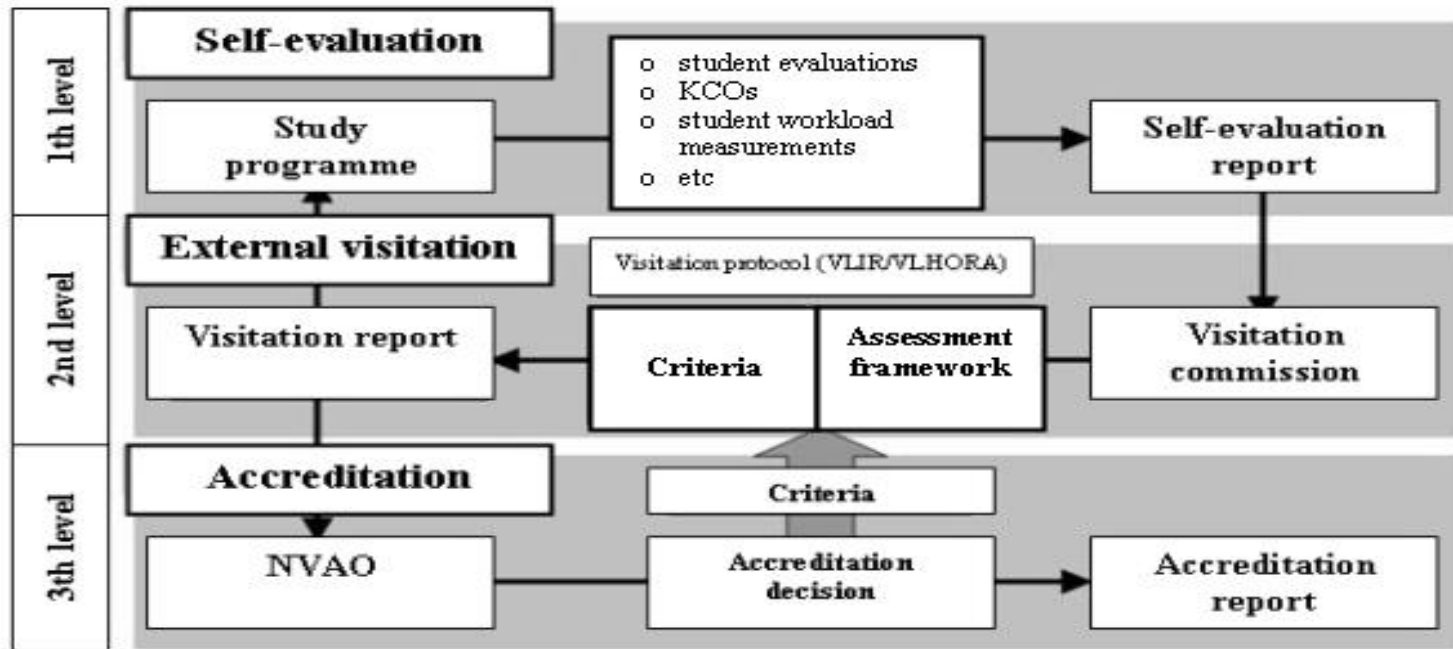 1th level
Self-evaluation
Study
programme
o student evaluations
o KCOs
o student workload
measurements
o etc
Self-evaluation
report
2nd level
External visitation
Visitation protocol (VLIR/VLHORA)
Visitation report
Criteria
Assessment
framework
Visitation
commission
3th level
Accreditation
Criteria
NVAO
Accreditation
decision
Accreditation
report